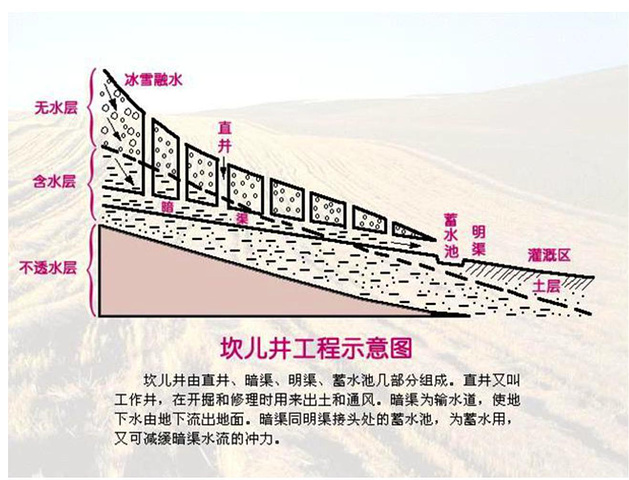 冰雪融水
无水层
直井
含水层
暗渠
蓄水池
明渠
灌溉区
不透水层
土层
坎儿井工程示意图
坎儿井由直井、暗渠、明渠、蓄水池几部分组成。直井又叫
工作井，在开掘和修理时用来出土和通风。暗渠为输水道，使地
下水由地下流出地面。暗渠同明渠接头处的蓄水池，为蓄水用，
又可减缓暗渠水流的冲力。